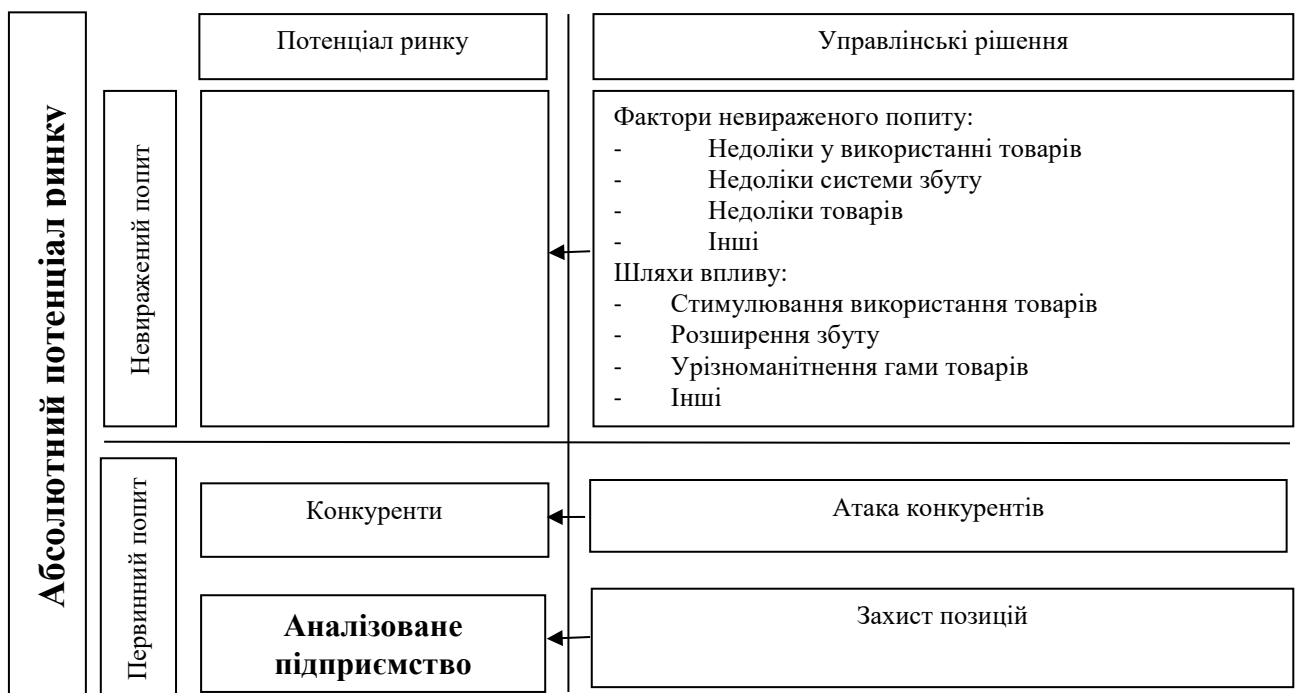 Абсолютний потенціал ринку
Потенціал ринку
Управлінські рішення
Невиражений попит
Фактори невираженого попиту:
- Недоліки у використанні товарів
- Недоліки системи збуту
- Недоліки товарів
- Інші
Шляхи впливу:
- Стимулювання використання товарів
- Розширення збуту
- Урізноманітнення гами товарів
- Інші
Первинний попит
Конкуренти
Атака конкурентів
Аналізоване
підприємство
Захист позицій